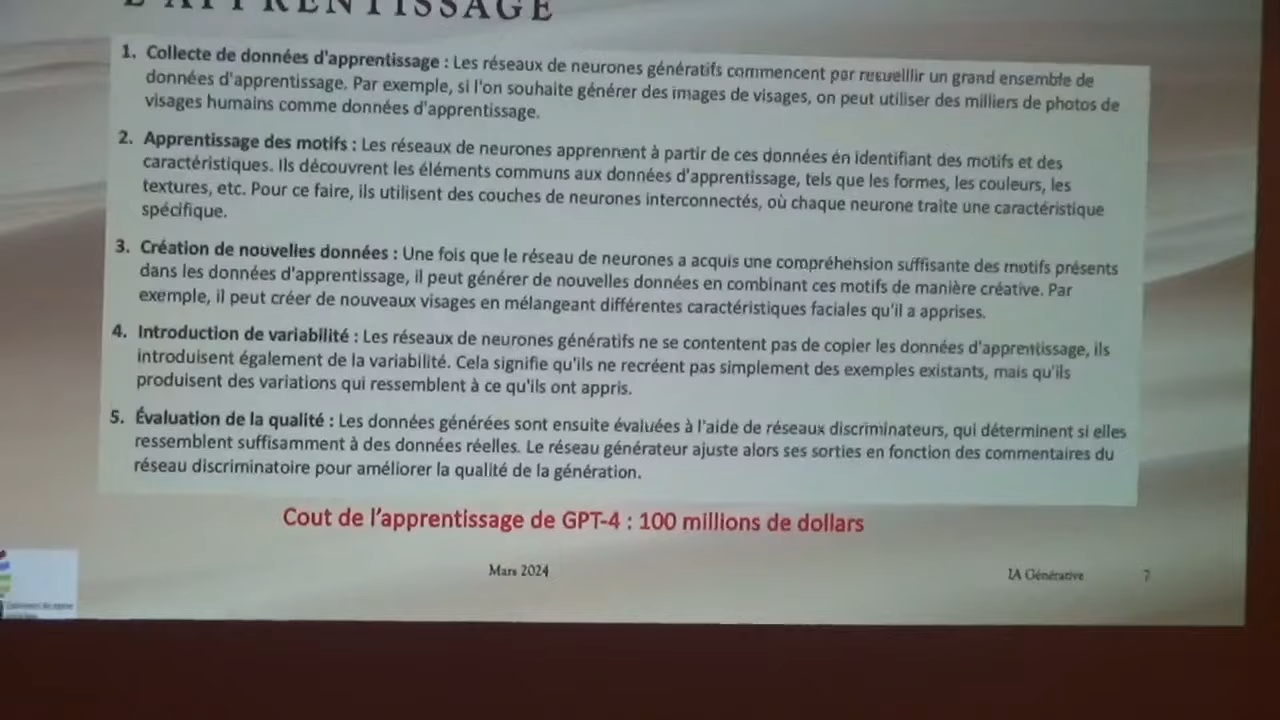 L'APPRENTISSAGE
1. Collecte de données d'apprentissage : Les réseaux de neurones génératifs commencent par recueillir un grand ensemble de
données d'apprentissage. Par exemple, si l'on souhaite générer des images de visages, on peut utiliser des milliers de photos de
visages humains comme données d'apprentissage.
2. Apprentissage des motifs : Les réseaux de neurones apprennent à partir de ces données en identifiant des motifs et des
caractéristiques. Ils découvrent les éléments communs aux données d'apprentissage, tels que les formes, les couleurs, les
textures, etc. Pour ce faire, ils utilisent des couches de neurones interconnectés, où chaque neurone traite une caractéristique
spécifique.
3. Création de nouvelles données : Une fois que le réseau de neurones a acquis une compréhension suffisante des motifs présents
dans les données d'apprentissage, il peut générer de nouvelles données en combinant ces motifs de manière créative. Par
exemple, il peut créer de nouveaux visages en mélangeant différentes caractéristiques faciales qu'il a apprises.
4. Introduction de variabilité : Les réseaux de neurones génératifs ne se contentent pas de copier les données d'apprentissage, ils
introduisent également de la variabilité. Cela signifie qu'ils ne recréent pas simplement des exemples existants, mais qu'ils
produisent des variations qui ressemblent à ce qu'ils ont appris.
5. Évaluation de la qualité : Les données générées sont ensuite évaluées à l'aide de réseaux discriminateurs, qui déterminent si elles
ressemblent suffisamment à des données réelles. Le réseau générateur ajuste alors ses sorties en fonction des commentaires du
réseau discriminatoire pour améliorer la qualité de la génération.
Cout de l'apprentissage de GPT-4 : 100 millions de dollars
Mars 2024
IA Générative
7